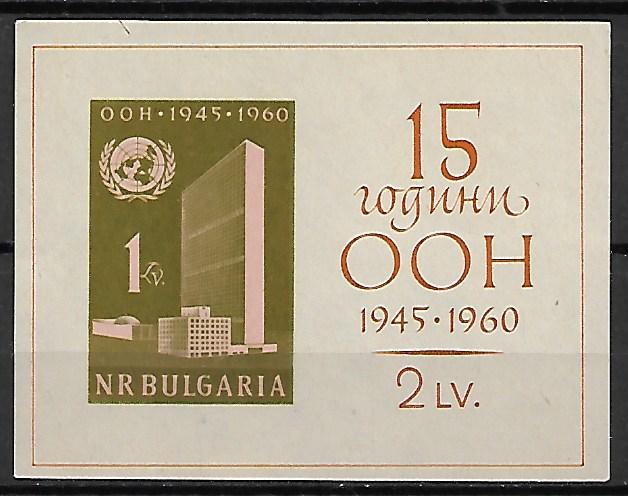 ООН · 1945 · 1960
1 Lv.
NR BULGARIA
15
години
ООН
1945 · 1960
2 LV.